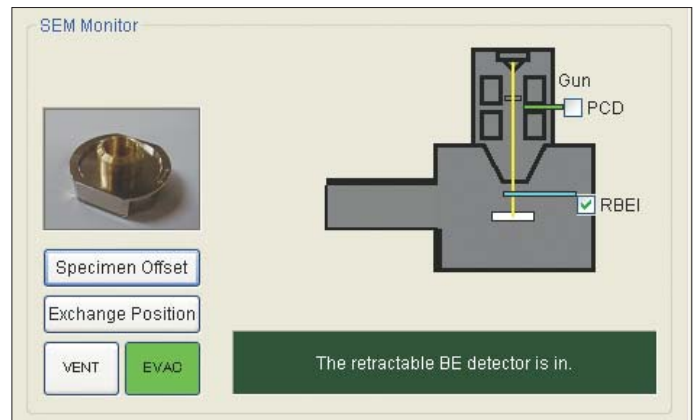 SEM Monitor
Gun
PCD
RBEI
Specimen Offset
Exchange Position
VENT
EVAC
The retractable BE detector is in.